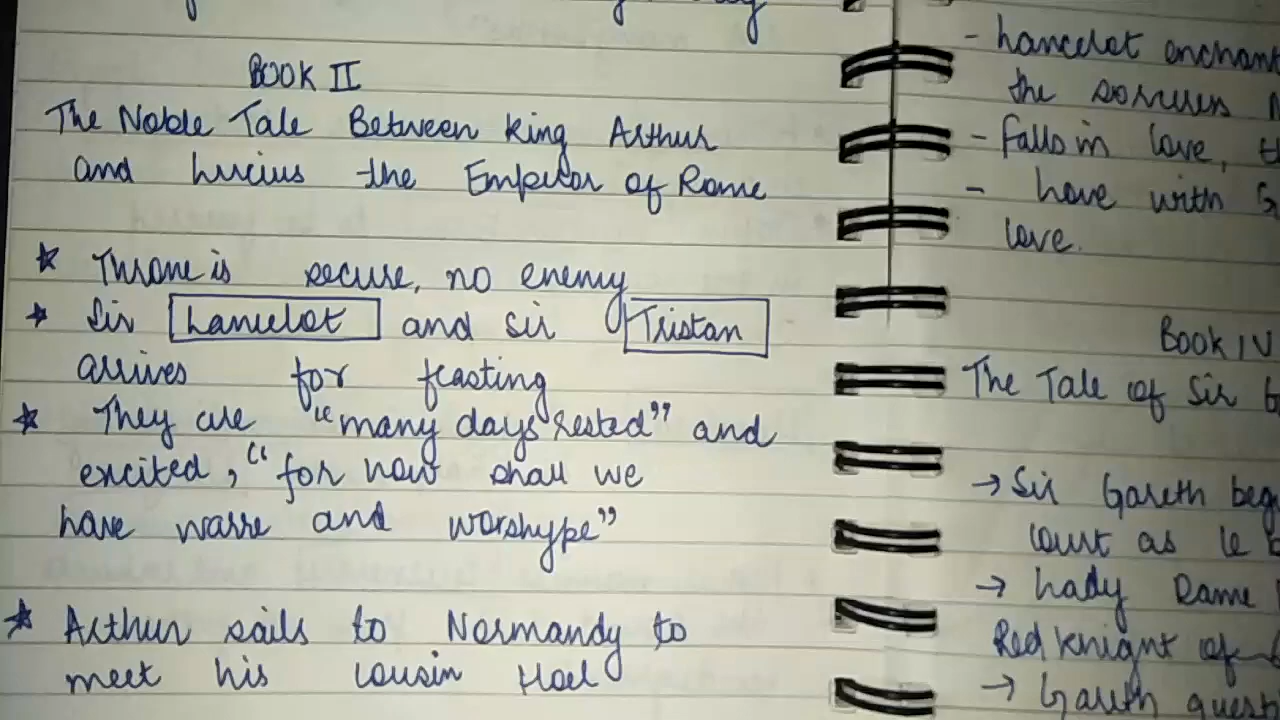 BOOK II
The Noble Tale Between King Arthur
and Lucius the Emperor of Rome
★ Throne is secure, no enemy
★ Sir Lancelot and Sir Tristan
arrives for feasting
★ They are "many days rested" and
excited, "for now shall we
have warre and worshype"
★ Arthur sails to Normandy to
meet his cousin Hoel
- Lancelot enchant
the
- Falls in love,
- have with
love.
Book IV
The Tale of Sir
→ Sir Gareth beg
court as le
→ Lady Dame
Red Knight of
→ Gareth quest